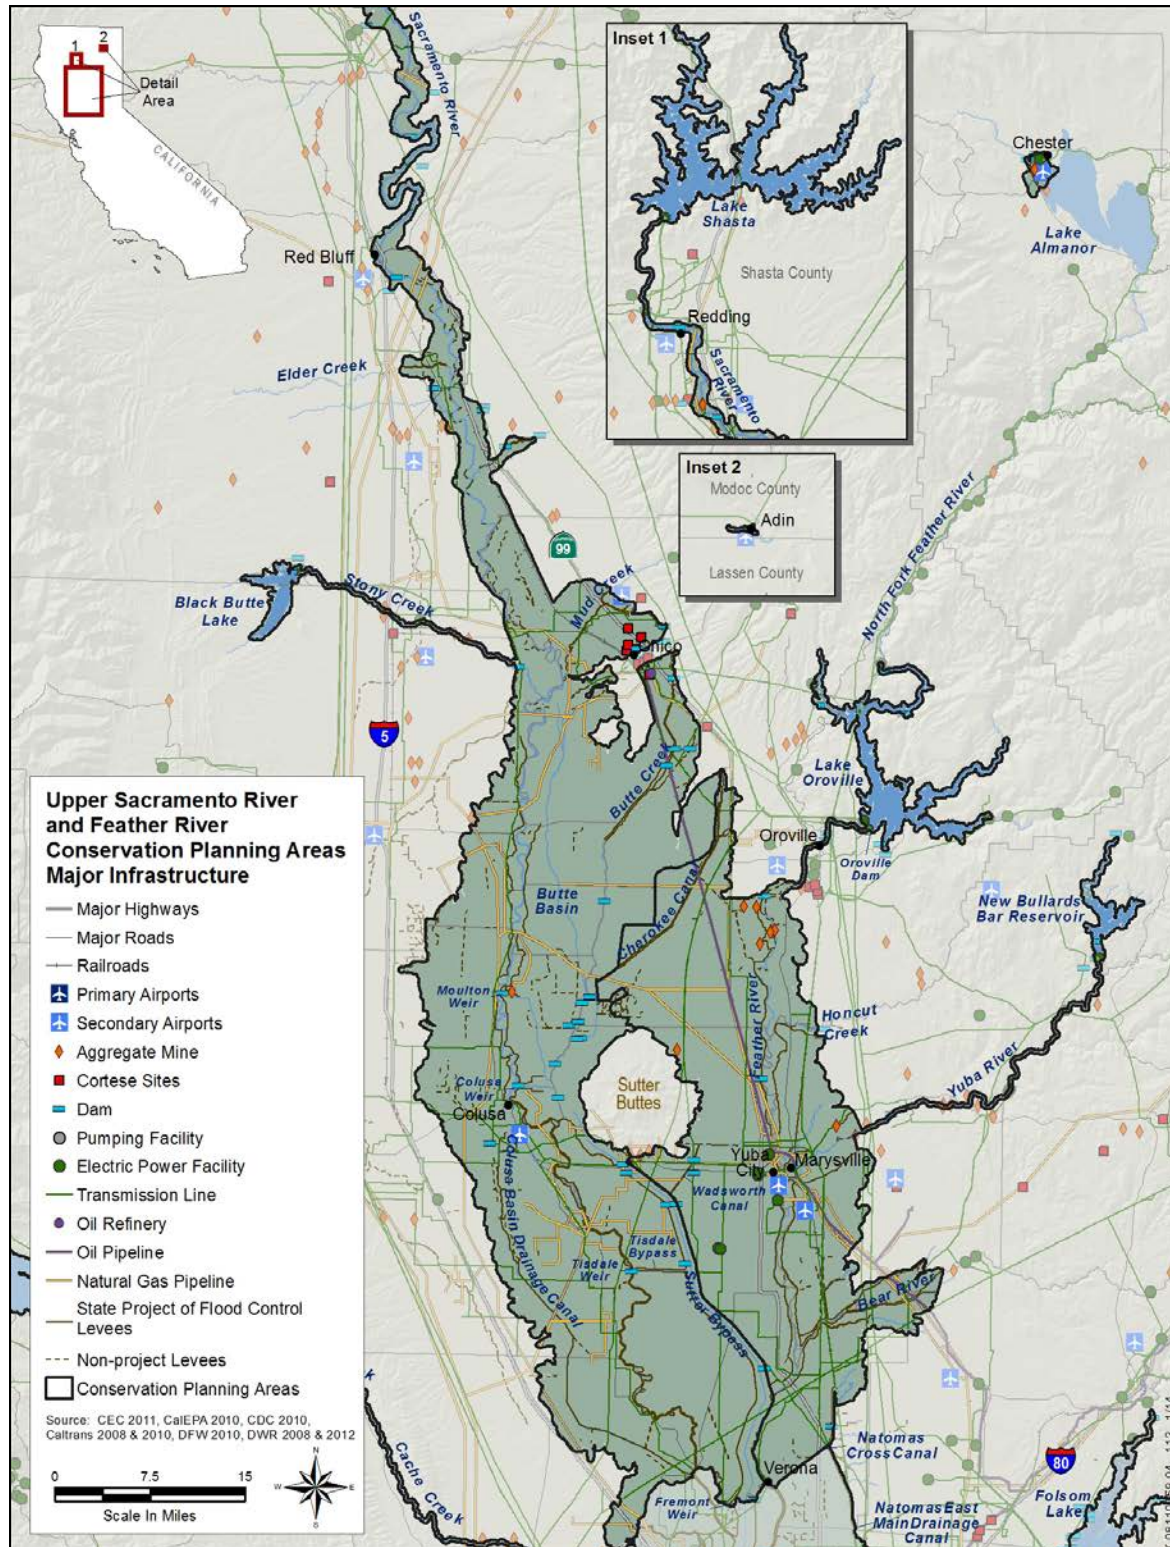 1
2
Detail
Area
CALIFORNIA
Sacramento River
Inset 1
Lake
Shasta
Shasta County
Redding
Sacramento
River
Chester
Lake
Almanor
Red Bluff
Elder Creek
Inset 2
Modoc County
Adin
Lassen County
99
North Fork Feather River
Black Butte
Lake
Stony Creek
Mud Creek
Chico
5
Butte Creek
Lake
Oroville
Oroville
Oroville
Dam
Butte
Basin
Cherokee Canal
New Bullards
Bar Reservoir
Moulton
Weir
Feather River
Honcut
Creek
Yuba River
Colusa
Weir
Colusa
Sutter
Buttes
Yuba
City
Marysville
Wadsworth
Canal
Colusa Basin Drainage Canal
Tisdale
Bypass
Tisdale
Weir
Sutter Bypass
Bear River
Natomas
Cross Canal
Verona
Fremont
Weir
Natomas East
Main Drainage
Canal
80
Folsom
Lake
Cache Creek
Upper Sacramento River
and Feather River
Conservation Planning Areas
Major Infrastructure
Major Highways
Major Roads
Railroads
Primary Airports
Secondary Airports
Aggregate Mine
Cortese Sites
Dam
Pumping Facility
Electric Power Facility
Transmission Line
Oil Refinery
Oil Pipeline
Natural Gas Pipeline
State Project of Flood Control
Levees
Non-project Levees
Conservation Planning Areas
Source: CEC 2011, CalEPA 2010, CDC 2010,
Caltrans 2008 & 2010, DFW 2010, DWR 2008 & 2012
0 7.5 15
Scale In Miles
N
W
E
S